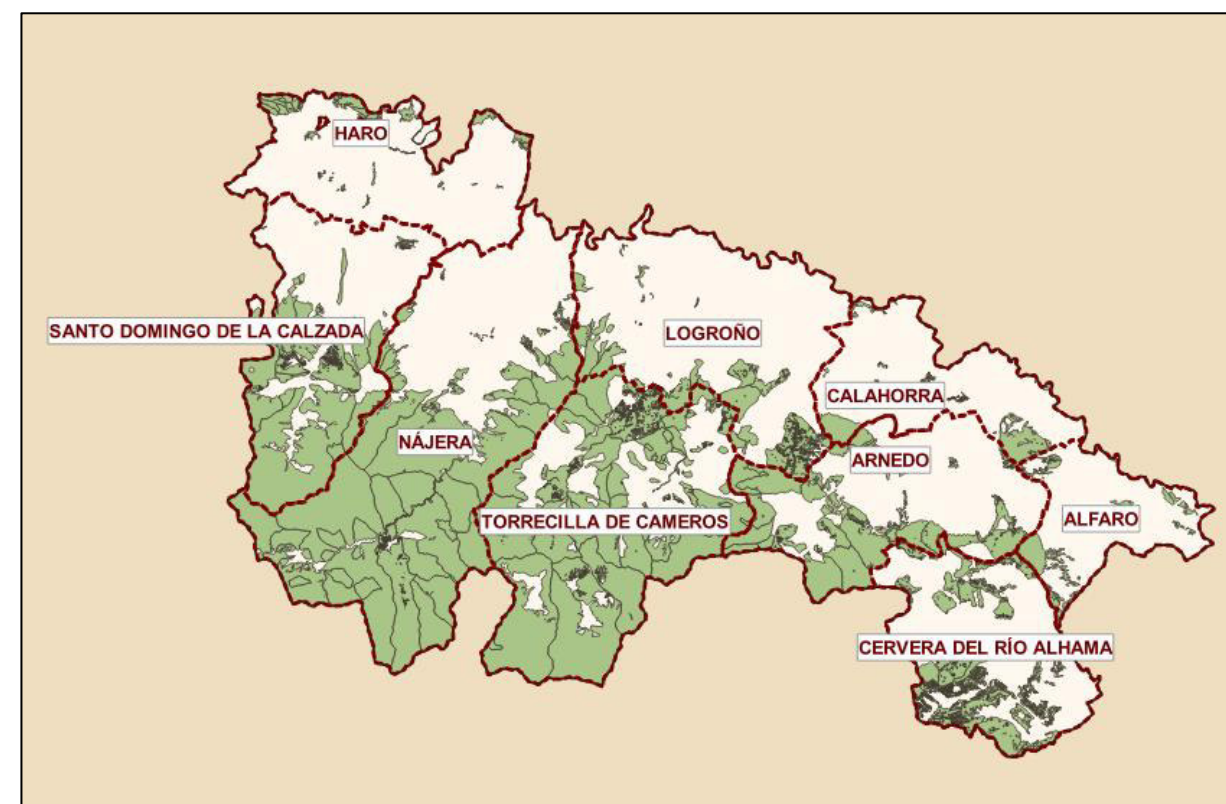 HARO
SANTO DOMINGO DE LA CALZADA
LOGROÑO
CALAHORRA
NÁJERA
ARNEDO
TORRECILLA DE CAMEROS
ALFARO
CERVERA DEL RÍO ALHAMA